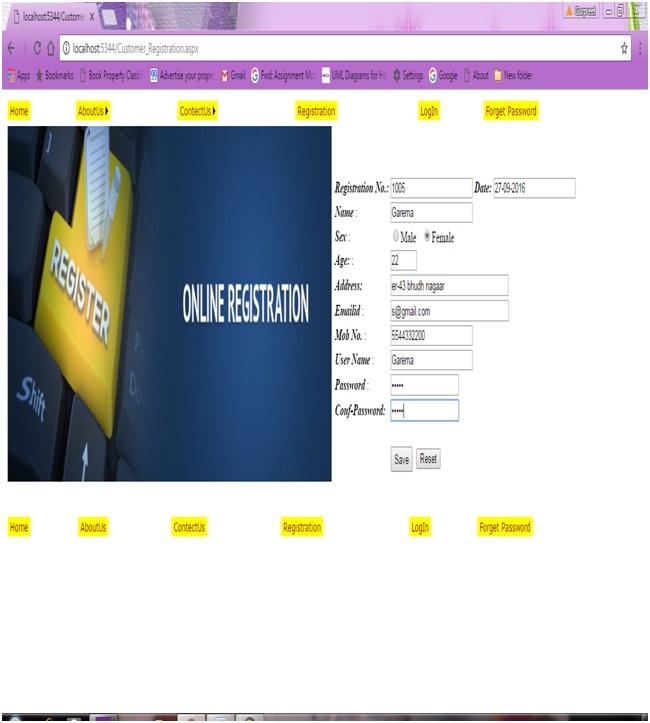 localhost:5344/Custome
Gurpreet
localhost:5344/Customer_Registration.aspx
Apps Bookmarks Book Property Classi Advertise your prope Gmail Fwd: Assignment Mc UML Diagrams for Ho Settings Google About New folder
Home AboutUs ContectUs Registration LogIn Forget Password
REGISTER
Shift
ONLINE REGISTRATION
Registration No.: 1005 Date: 27-09-2016
Name : Garema
Sex : Male Female
Age: : 22
Address: er-43 bhudh nagaar
Emailid : s@gmail.com
Mob No. : 5544332200
User Name : Garema
Password : •••••
Conf-Password: •••••
Save Reset
Home AboutUs ContectUs Registration LogIn Forget Password